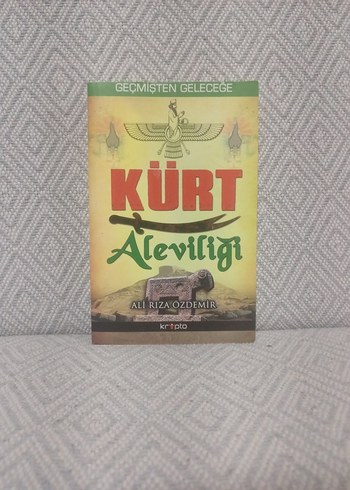 GEÇMİŞTEN GELECEĞE
KÜRT
Aleviliği
ALİ RIZA ÖZDEMİR
kripto